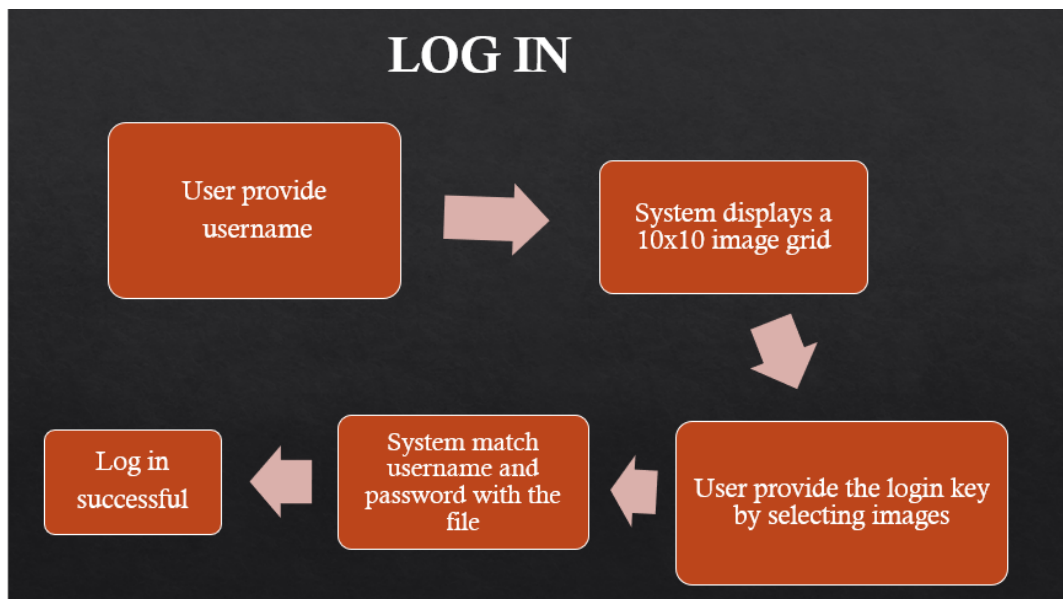 LOG IN
User provide
username
System displays a
10x10 image grid
User provide the login key
by selecting images
System match
username and
password with the
file
Log in
successful